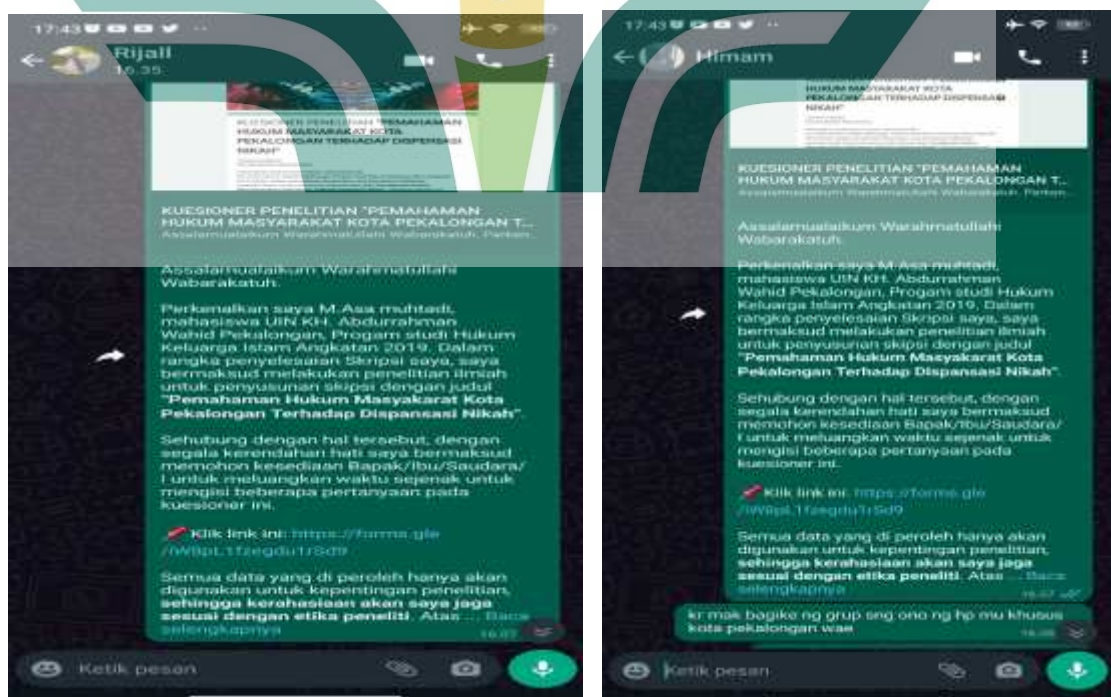 17:43
Rijall
16.35
KUESIONER PENELITIAN "PEMAHAMAN
HUKUM MASYARAKAT KOTA
PEKALONGAN TERHADAP DISPENSASI
NIKAH"
KUESIONER PENELITIAN "PEMAHAMAN
HUKUM MASYARAKAT KOTA PEKALONGAN T...
Assalamualaikum Warahmatullahi Wabarakatuh. Perken...
Assalamualaikum Warahmatullahi
Wabarakatuh.
Perkenalkan saya M.Asa muhtadi,
mahasiswa UIN KH. Abdurrahman
Wahid Pekalongan, Progam studi Hukum
Keluarga Islam Angkatan 2019, Dalam
rangka penyelesaian Skripsi saya, saya
bermaksud melakukan penelitian ilmiah
untuk penyusunan skipsi dengan judul
"Pemahaman Hukum Masyakarat Kota
Pekalongan Terhadap Dispansasi Nikah".
Sehubung dengan hal tersebut, dengan
segala kerendahan hati saya bermaksud
memohon kesediaan Bapak/Ibu/Saudara/
I untuk meluangkan waktu sejenak untuk
mengisi beberapa pertanyaan pada
kuesioner ini.
Klik link ini: https://forms.gle
Semua data yang di peroleh hanya akan
digunakan untuk kepentingan penelitian,
sehingga kerahasiaan akan saya jaga
sesuai dengan etika peneliti. Atas ... Baca
selengkapnya
16.07
Ketik pesan
17:43
Himam
HUKUM MASYARAKAT KOTA
PEKALONGAN TERHADAP DISPENSASI
NIKAH"
KUESIONER PENELITIAN "PEMAHAMAN
HUKUM MASYARAKAT KOTA PEKALONGAN T...
Assalamualaikum Warahmatullahi Wabarakatuh. Perken...
Assalamualaikum Warahmatullahi
Wabarakatuh.
Perkenalkan saya M.Asa muhtadi,
mahasiswa UIN KH. Abdurrahman
Wahid Pekalongan, Progam studi Hukum
Keluarga Islam Angkatan 2019, Dalam
rangka penyelesaian Skripsi saya, saya
bermaksud melakukan penelitian ilmiah
untuk penyusunan skipsi dengan judul
"Pemahaman Hukum Masyakarat Kota
Pekalongan Terhadap Dispansasi Nikah".
Sehubung dengan hal tersebut, dengan
segala kerendahan hati saya bermaksud
memohon kesediaan Bapak/Ibu/Saudara/
I untuk meluangkan waktu sejenak untuk
mengisi beberapa pertanyaan pada
kuesioner ini.
Klik link ini: https://forms.gle
Semua data yang di peroleh hanya akan
digunakan untuk kepentingan penelitian,
sehingga kerahasiaan akan saya jaga
sesuai dengan etika peneliti. Atas ... Baca
selengkapnya
16.07
kr mak bagike ng grup sng ono ng hp mu khusus
kota pekalongan wae
Ketik pesan